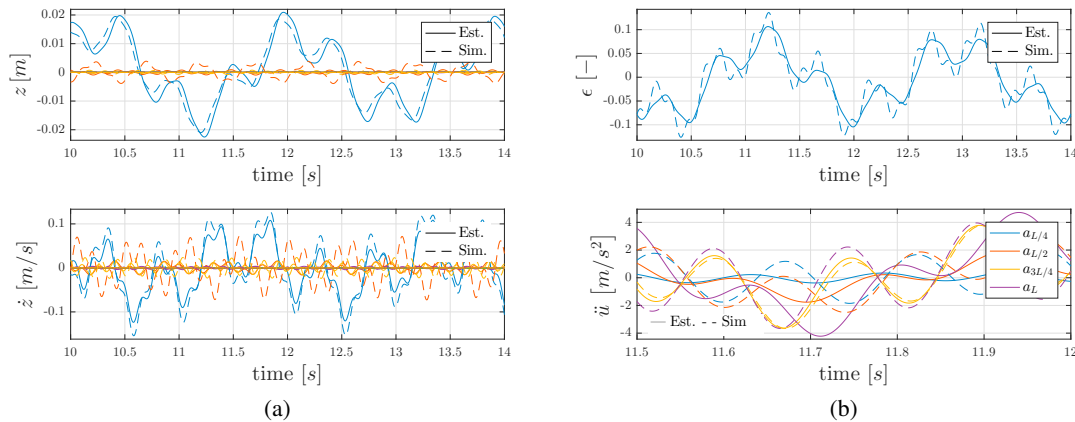 z [m]
0.02
0.01
0
-0.01
-0.02
Est.
Sim.
10 10.5 11 11.5 12 12.5 13 13.5 14
time [s]
ż [m/s]
0.1
0
-0.1
Est.
Sim.
10 10.5 11 11.5 12 12.5 13 13.5 14
time [s]
(a)
ϵ [−]
0.1
0.05
0
-0.05
-0.1
Est.
Sim.
10 10.5 11 11.5 12 12.5 13 13.5 14
time [s]
ü [m/s²]
4
2
0
-2
-4
a_{L/4}
a_{L/2}
a_{3L/4}
a_L
Est. Sim
11.5 11.6 11.7 11.8 11.9 12
time [s]
(b)